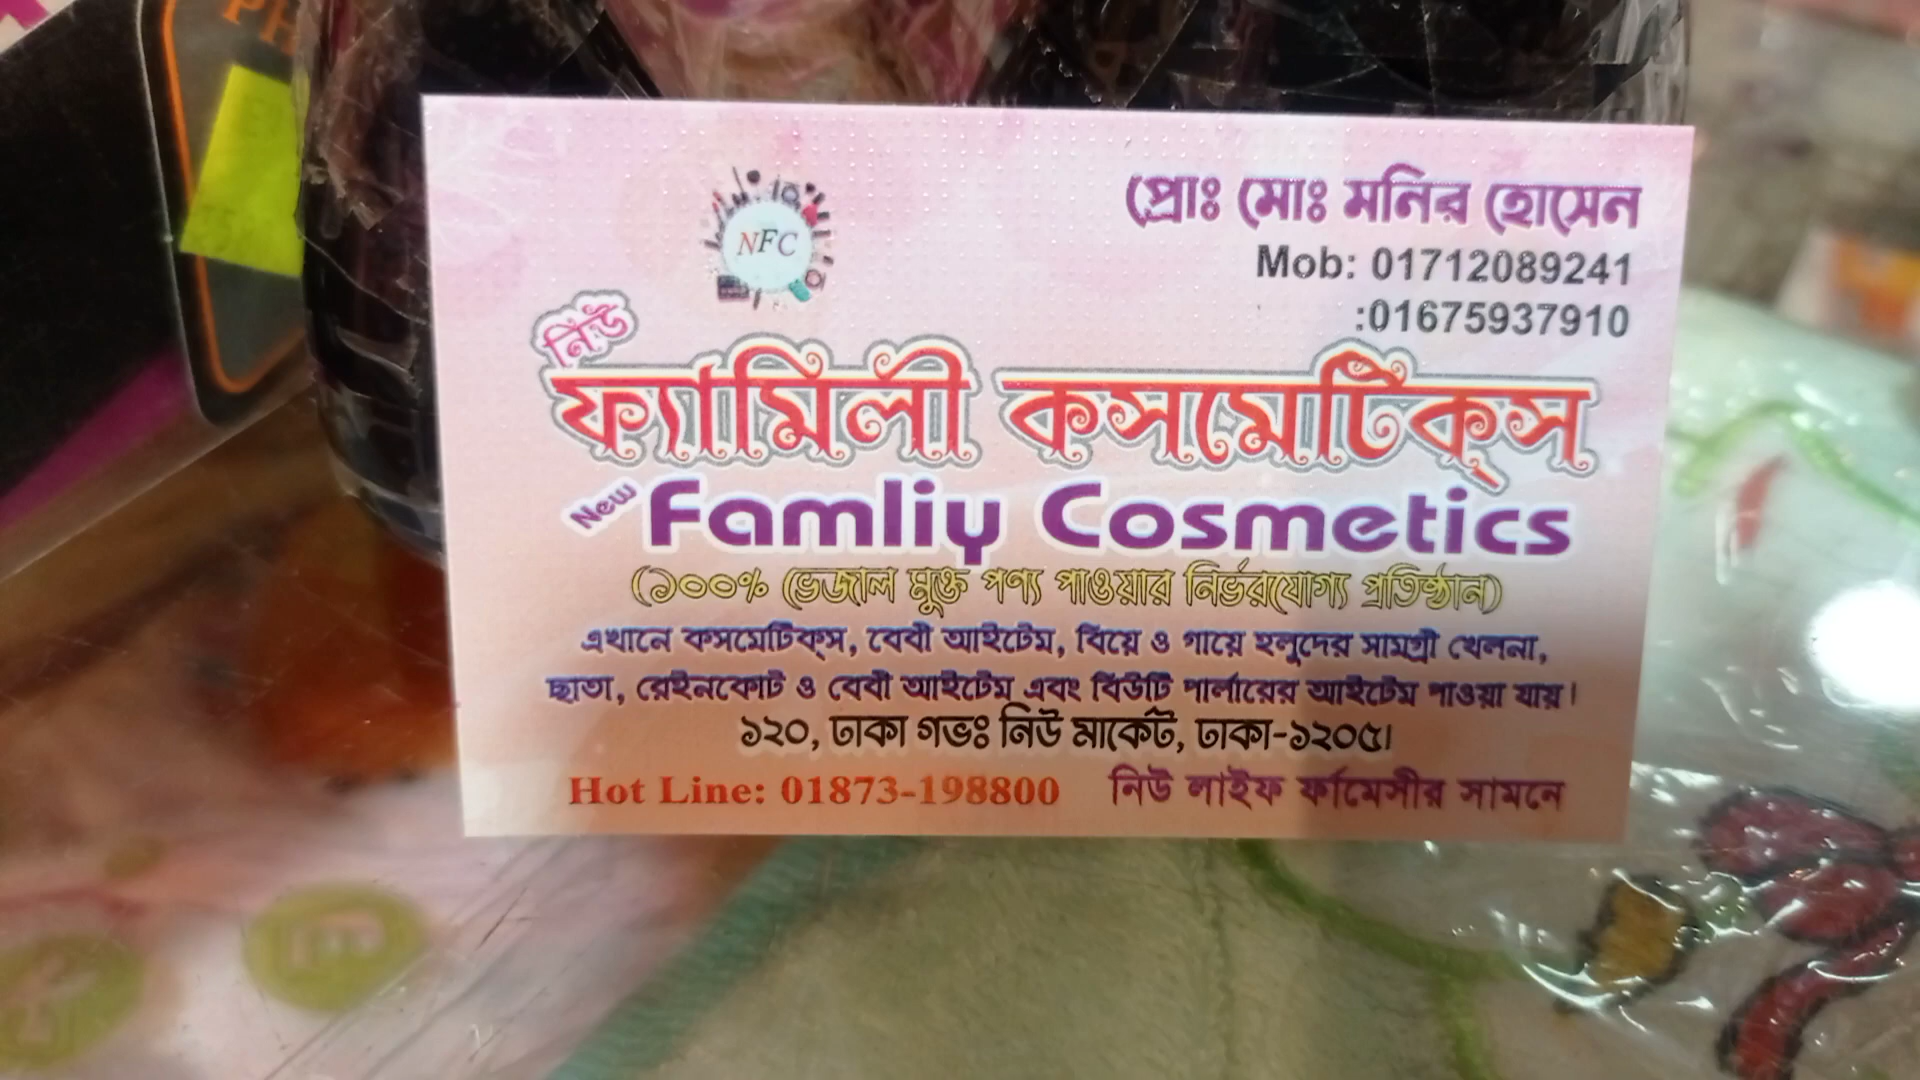 NFC
প্রোঃ মোঃ মনির হোসেন
Mob: 01712089241
:01675937910
নিউ
ফ্যামিলী কসমেটিক্স
New Famliy Cosmetics
(১০০% ভেজাল মুক্ত পণ্য পাওয়ার নির্ভরযোগ্য প্রতিষ্ঠান)
এখানে কসমেটিক্স, বেবী আইটেম, বিয়ে ও গায়ে হলুদের সামগ্রী খেলনা,
ছাতা, রেইনকোট ও বেবী আইটেম এবং বিউটি পার্লারের আইটেম পাওয়া যায়।
১২০, ঢাকা গভঃ নিউ মার্কেট, ঢাকা-১২০৫।
Hot Line: 01873-198800 নিউ লাইফ ফার্মেসীর সামনে